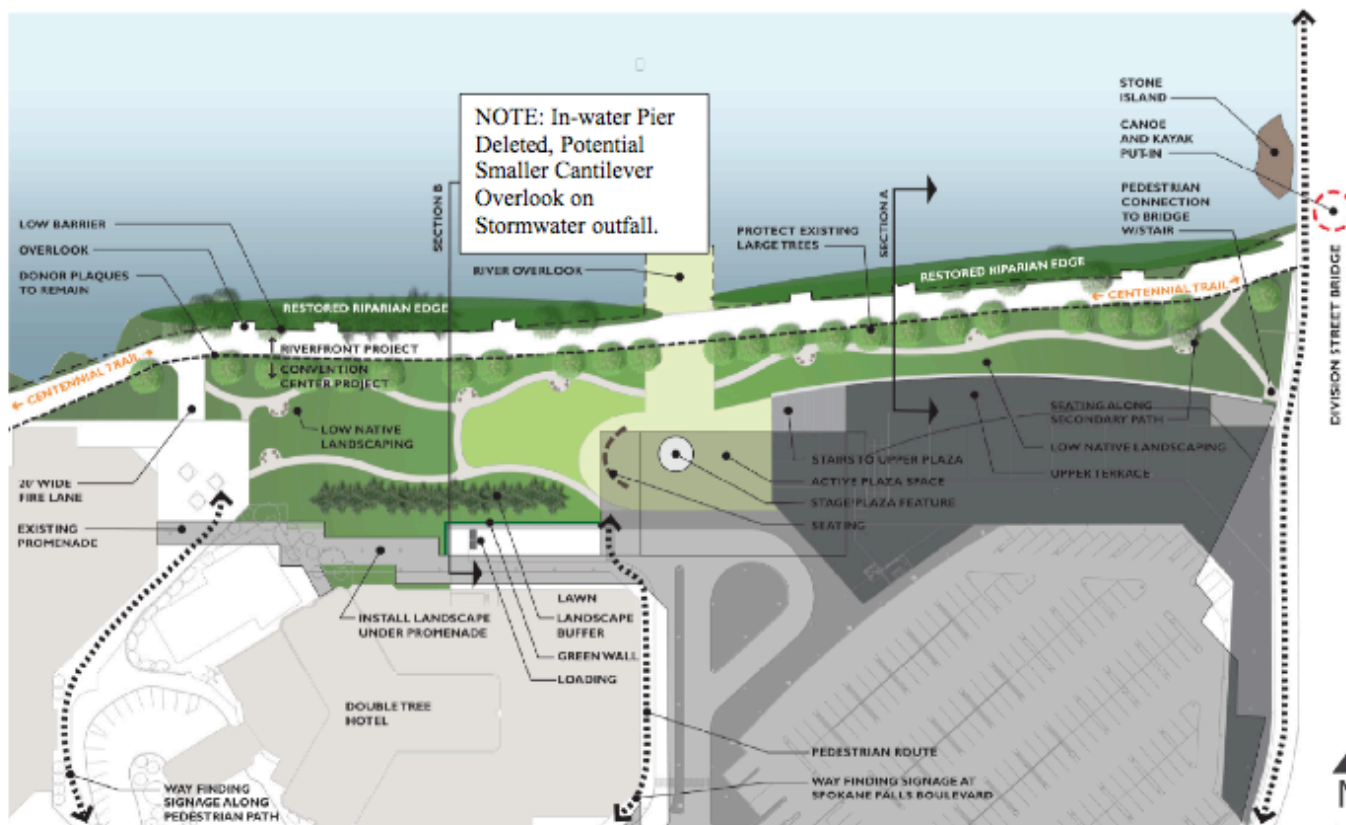 NOTE: In-water Pier
Deleted, Potential
Smaller Cantilever
Overlook on
Stormwater outfall.
STONE
ISLAND
CANOE
AND KAYAK
PUT-IN
PEDESTRIAN
CONNECTION
TO BRIDGE
W/STAIR
SECTION B
SECTION A
LOW BARRIER
OVERLOOK
DONOR PLAQUES
TO REMAIN
RIVER OVERLOOK
PROTECT EXISTING
LARGE TREES
RESTORED RIPARIAN EDGE
RESTORED RIPARIAN EDGE
← CENTENNIAL TRAIL →
← CENTENNIAL TRAIL →
RIVERFRONT PROJECT
CONVENTION
CENTER PROJECT
DIVISION STREET BRIDGE
LOW NATIVE
LANDSCAPING
SEATING ALONG
SECONDARY PATH
LOW NATIVE LANDSCAPING
UPPER TERRACE
STAIRS TO UPPER PLAZA
ACTIVE PLAZA SPACE
STAGE/PLAZA FEATURE
SEATING
20' WIDE
FIRE LANE
EXISTING
PROMENADE
INSTALL LANDSCAPE
UNDER PROMENADE
LAWN
LANDSCAPE
BUFFER
GREEN WALL
LOADING
DOUBLE TREE
HOTEL
PEDESTRIAN ROUTE
WAY FINDING
SIGNAGE ALONG
PEDESTRIAN PATH
WAY FINDING SIGNAGE AT
SPOKANE FALLS BOULEVARD
N